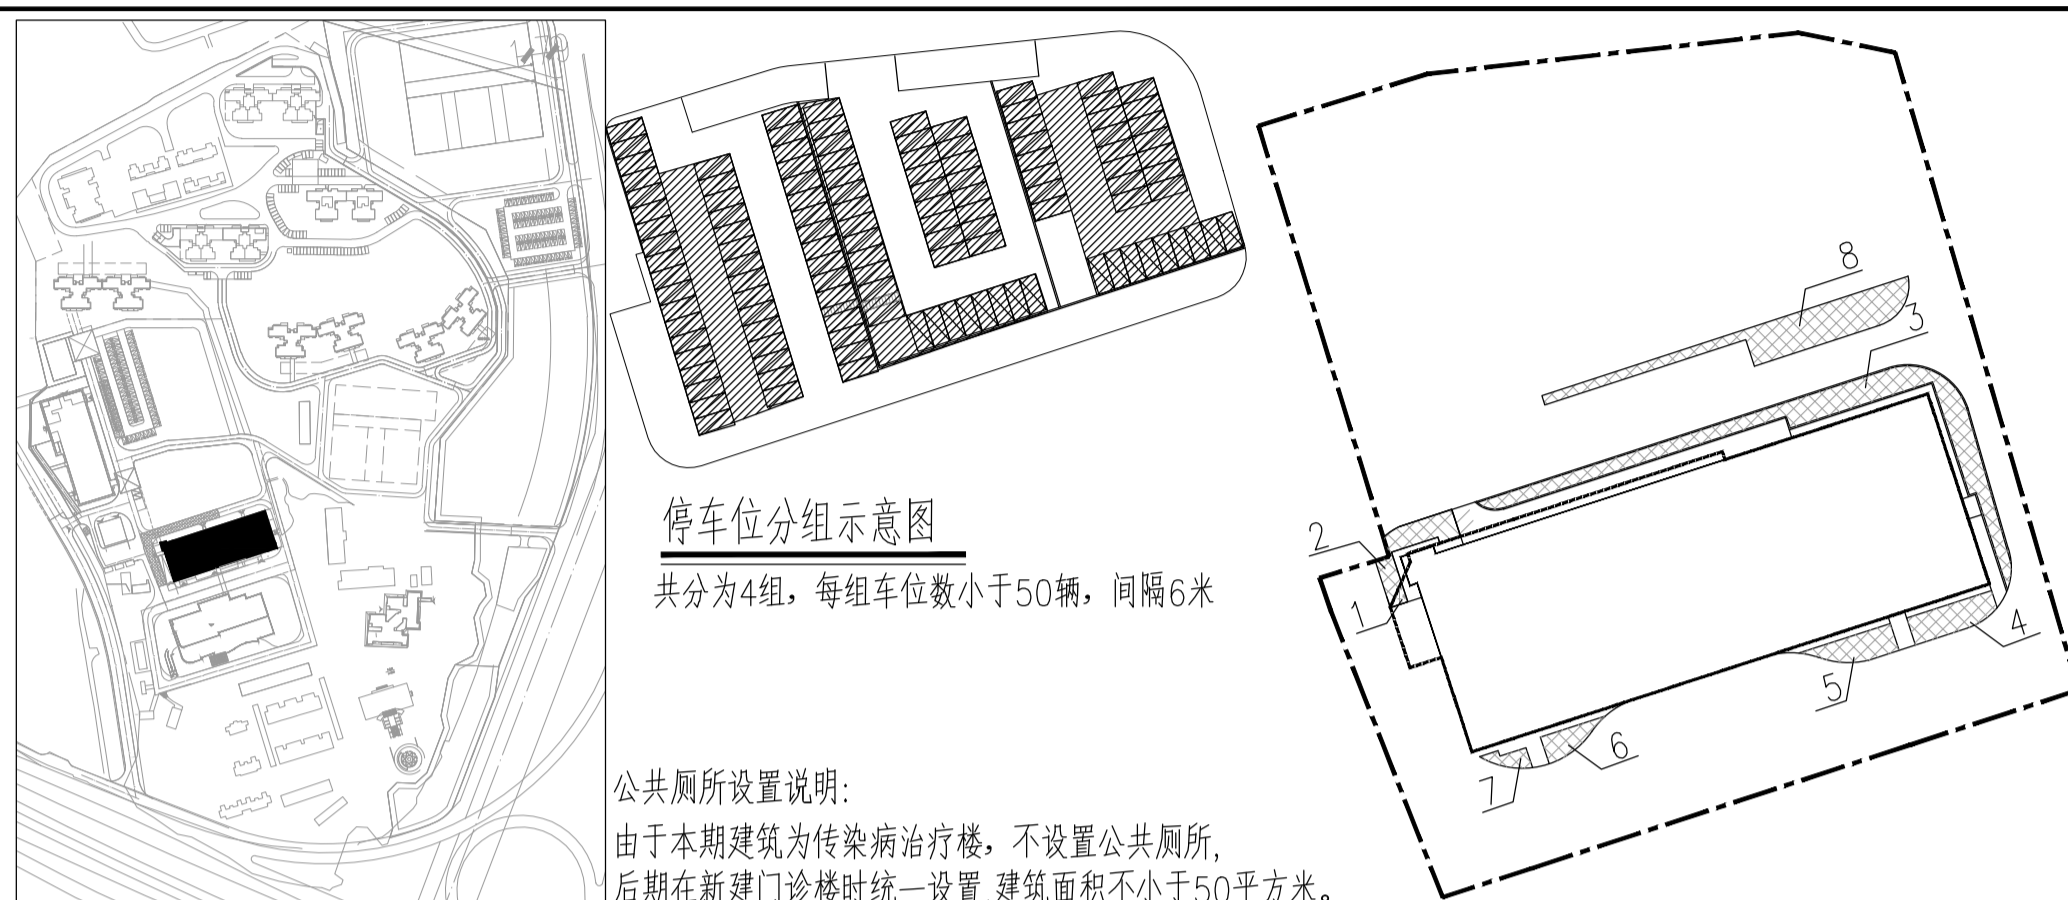 停车位分组示意图
共分为4组，每组车位数小于50辆，间隔6米
公共厕所设置说明:
由于本期建筑为传染病治疗楼，不设置公共厕所,
后期在新建门诊楼时统一设置,建筑面积不小于50平方米。
8
3
2
1
4
5
6
7